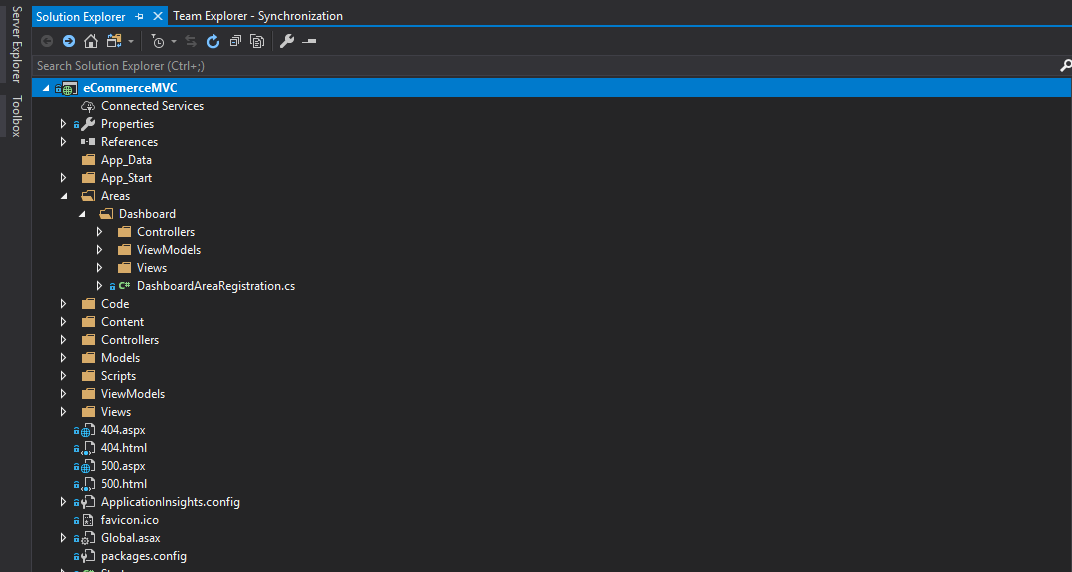 Server Explorer
Toolbox
Solution Explorer
Team Explorer - Synchronization
Search Solution Explorer (Ctrl+;)
eCommerceMVC
Connected Services
Properties
References
App_Data
App_Start
Areas
Dashboard
Controllers
ViewModels
Views
C# DashboardAreaRegistration.cs
Code
Content
Controllers
Models
Scripts
ViewModels
Views
404.aspx
404.html
500.aspx
500.html
ApplicationInsights.config
favicon.ico
Global.asax
packages.config